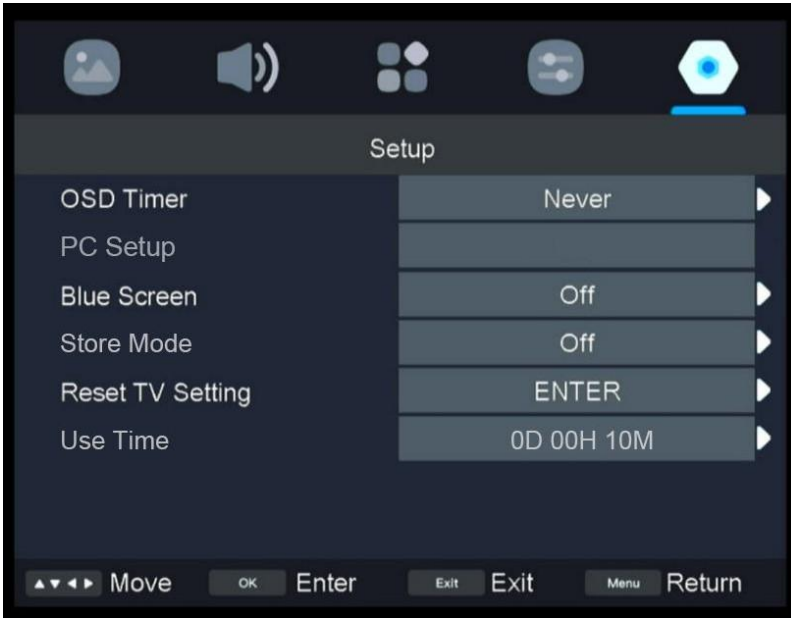 Setup
OSD Timer Never
PC Setup
Blue Screen Off
Store Mode Off
Reset TV Setting ENTER
Use Time 0D 00H 10M
Move OK Enter Exit Exit Menu Return